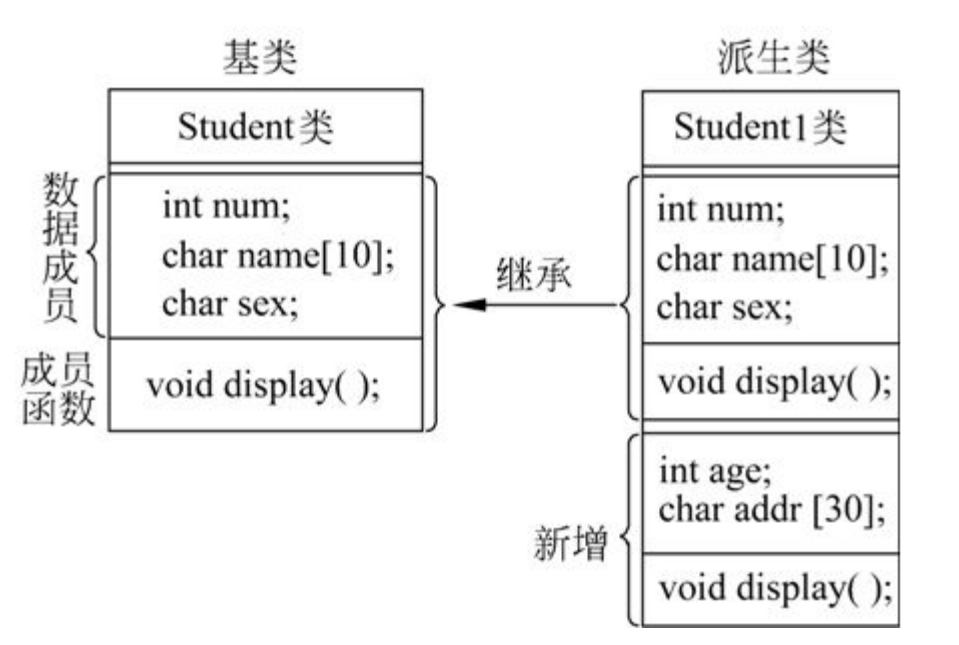 基类
Student类
数据成员
int num;
char name[10];
char sex;
成员
函数
void display( );
继承
派生类
Student1类
int num;
char name[10];
char sex;
void display( );
新增
int age;
char addr [30];
void display( );